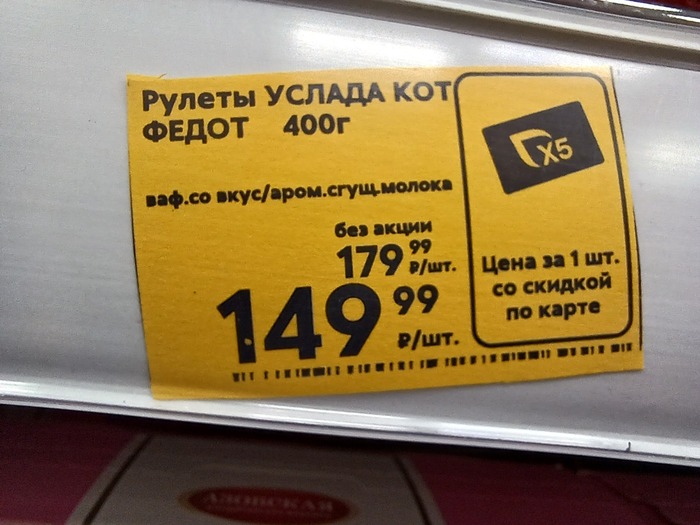 Рулеты УСЛАДА КОТ
ФЕДОТ 400г
ваф.со вкус/аром.сгущ.молока
без акции
179 99
₽/шт.
149 99
₽/шт.
X5
Цена за 1 шт.
со скидкой
по карте
АЗОВСКАЯ